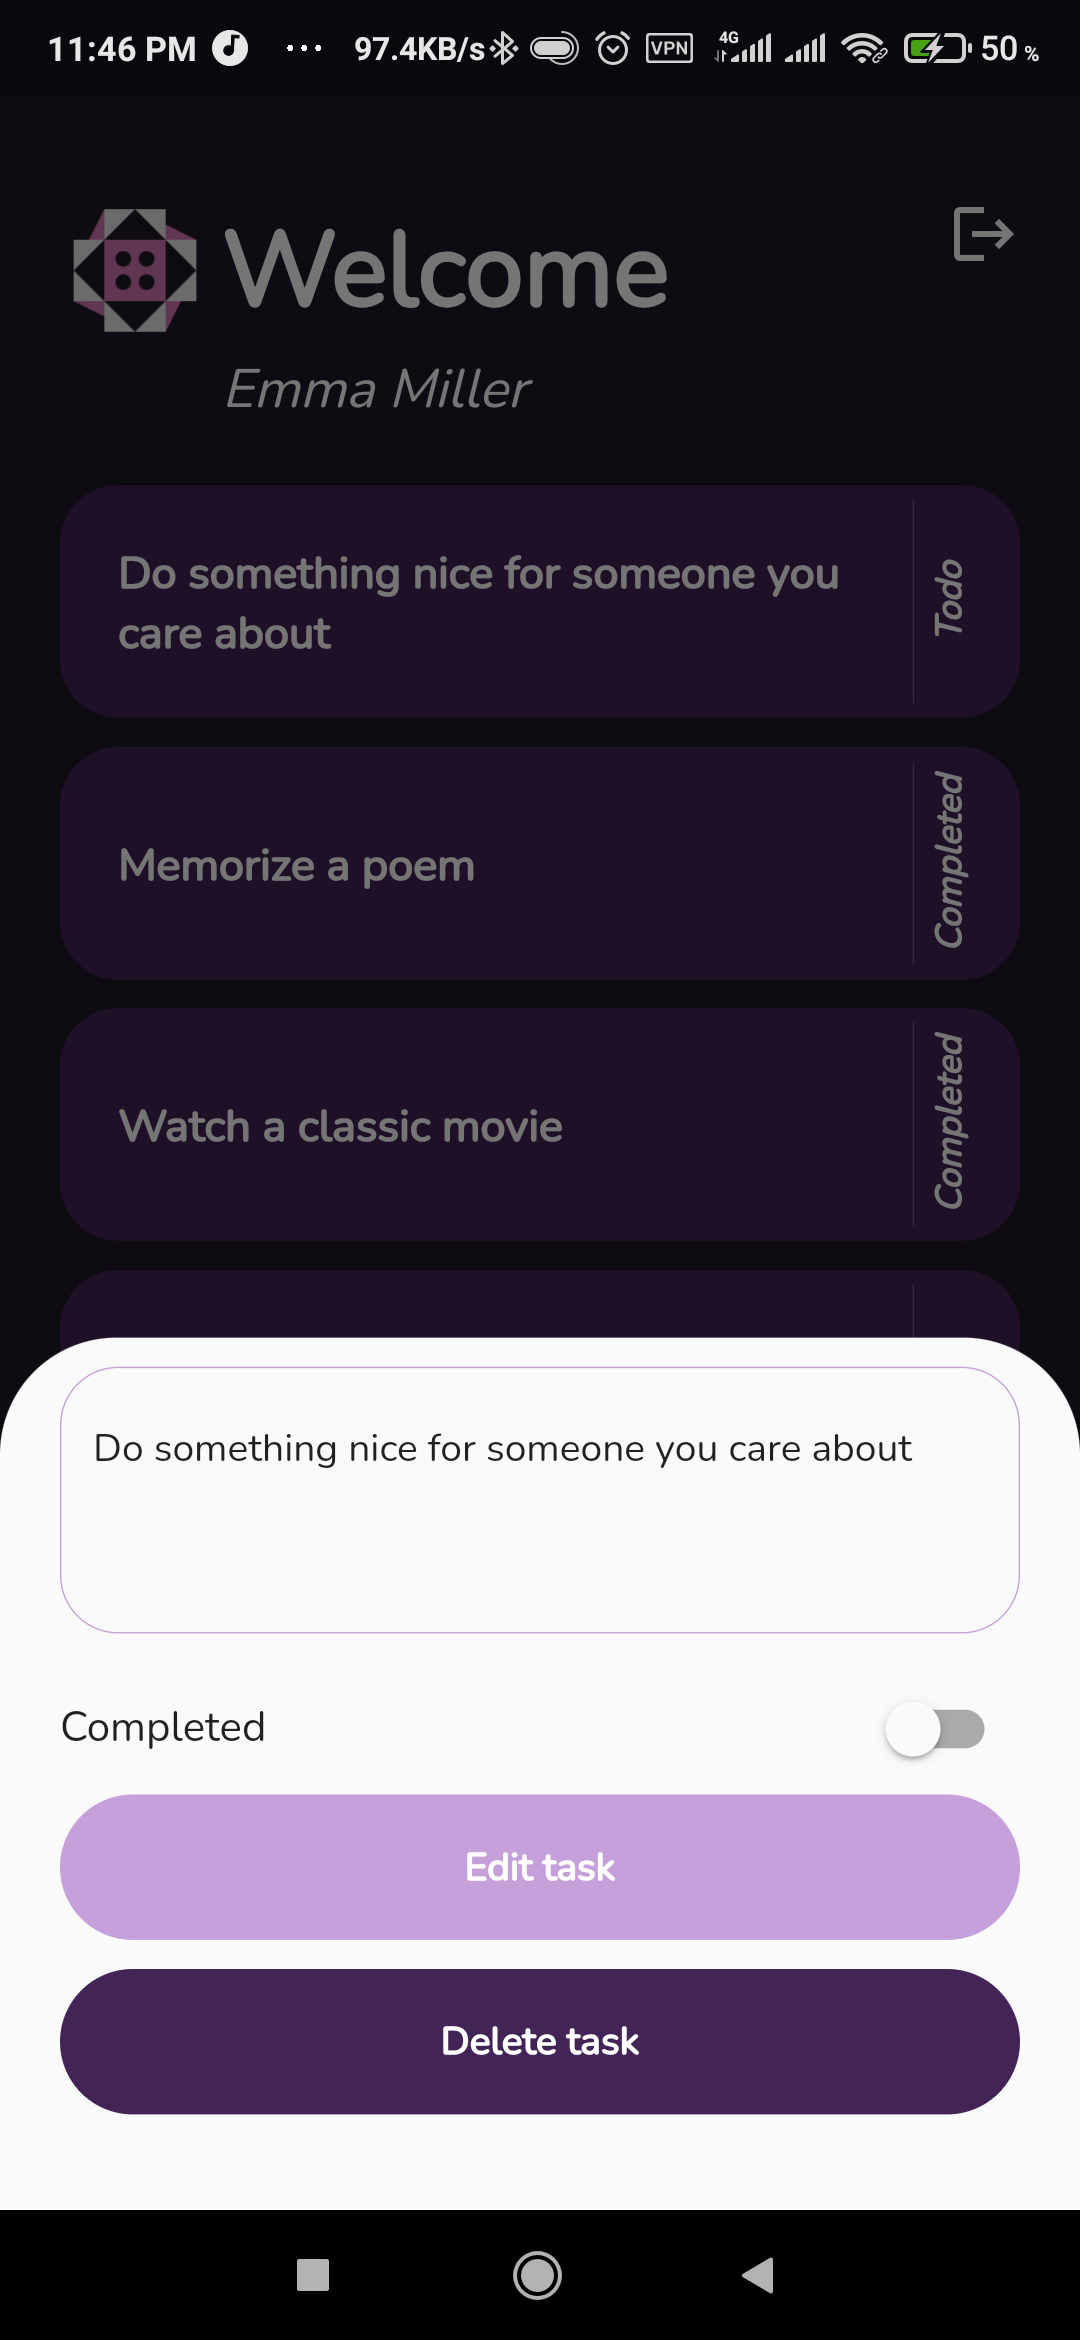 11:46 PM ... 97.4KB/s VPN 4G 50 %
Welcome
Emma Miller
Do something nice for someone you
care about
Todo
Memorize a poem
Completed
Watch a classic movie
Completed
Do something nice for someone you care about
Completed
Edit task
Delete task